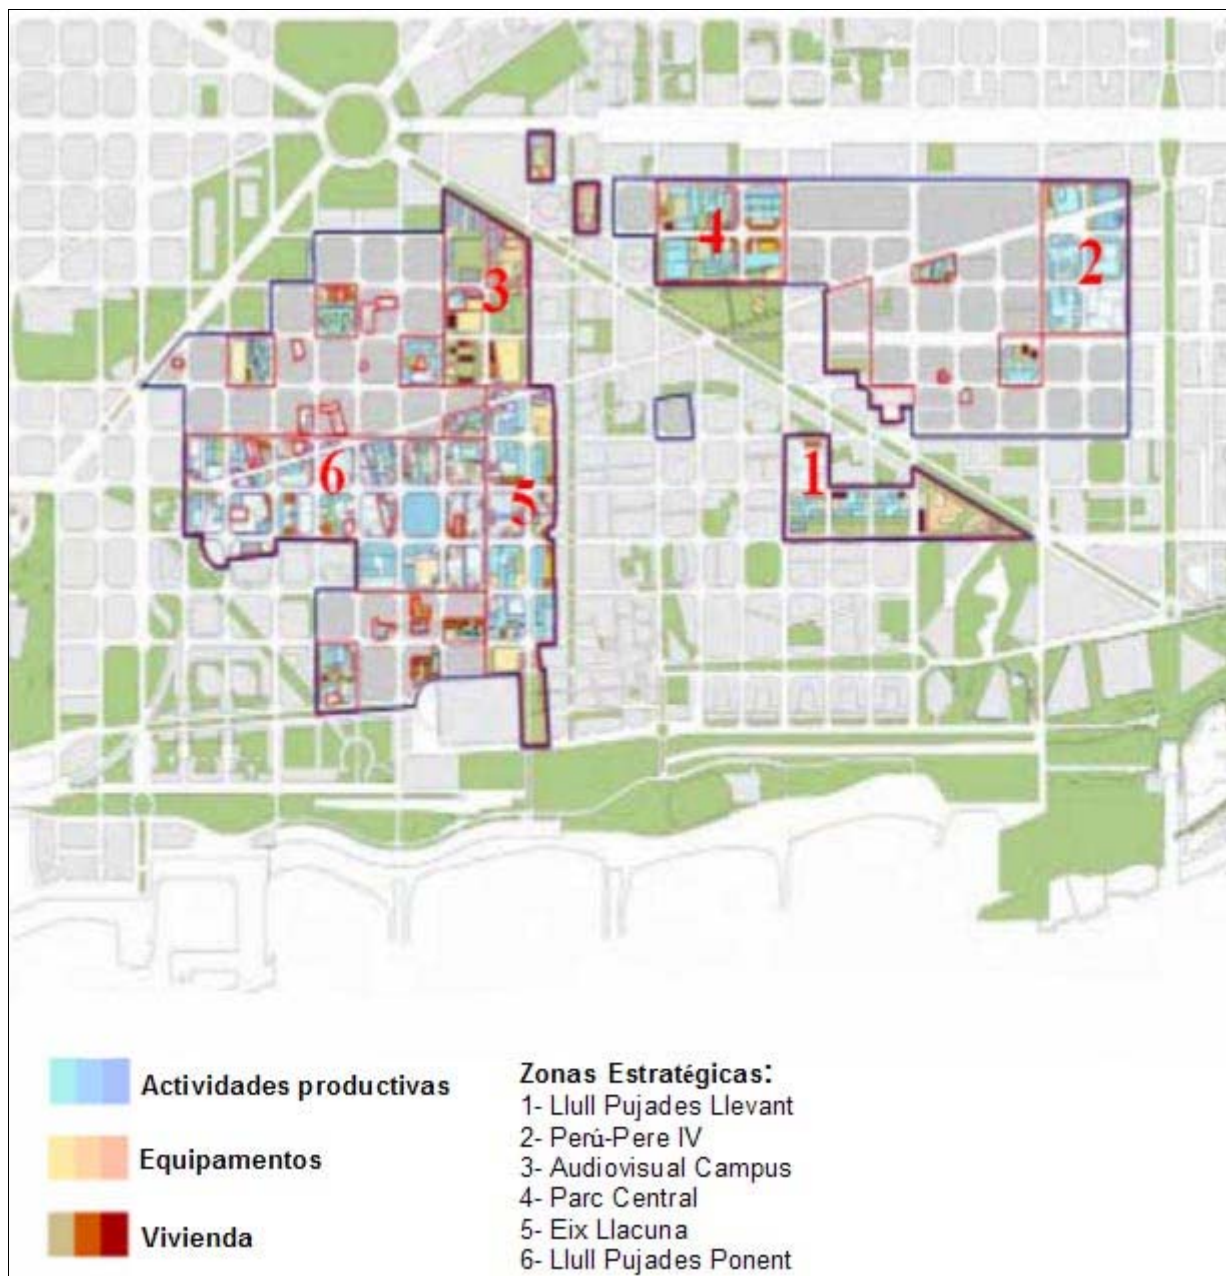 4
3
2
6
5
1
Actividades productivas
Equipamentos
Vivienda
Zonas Estratégicas:
1- Llull Pujades Llevant
2- Perú-Pere IV
3- Audiovisual Campus
4- Parc Central
5- Eix Llacuna
6- Llull Pujades Ponent